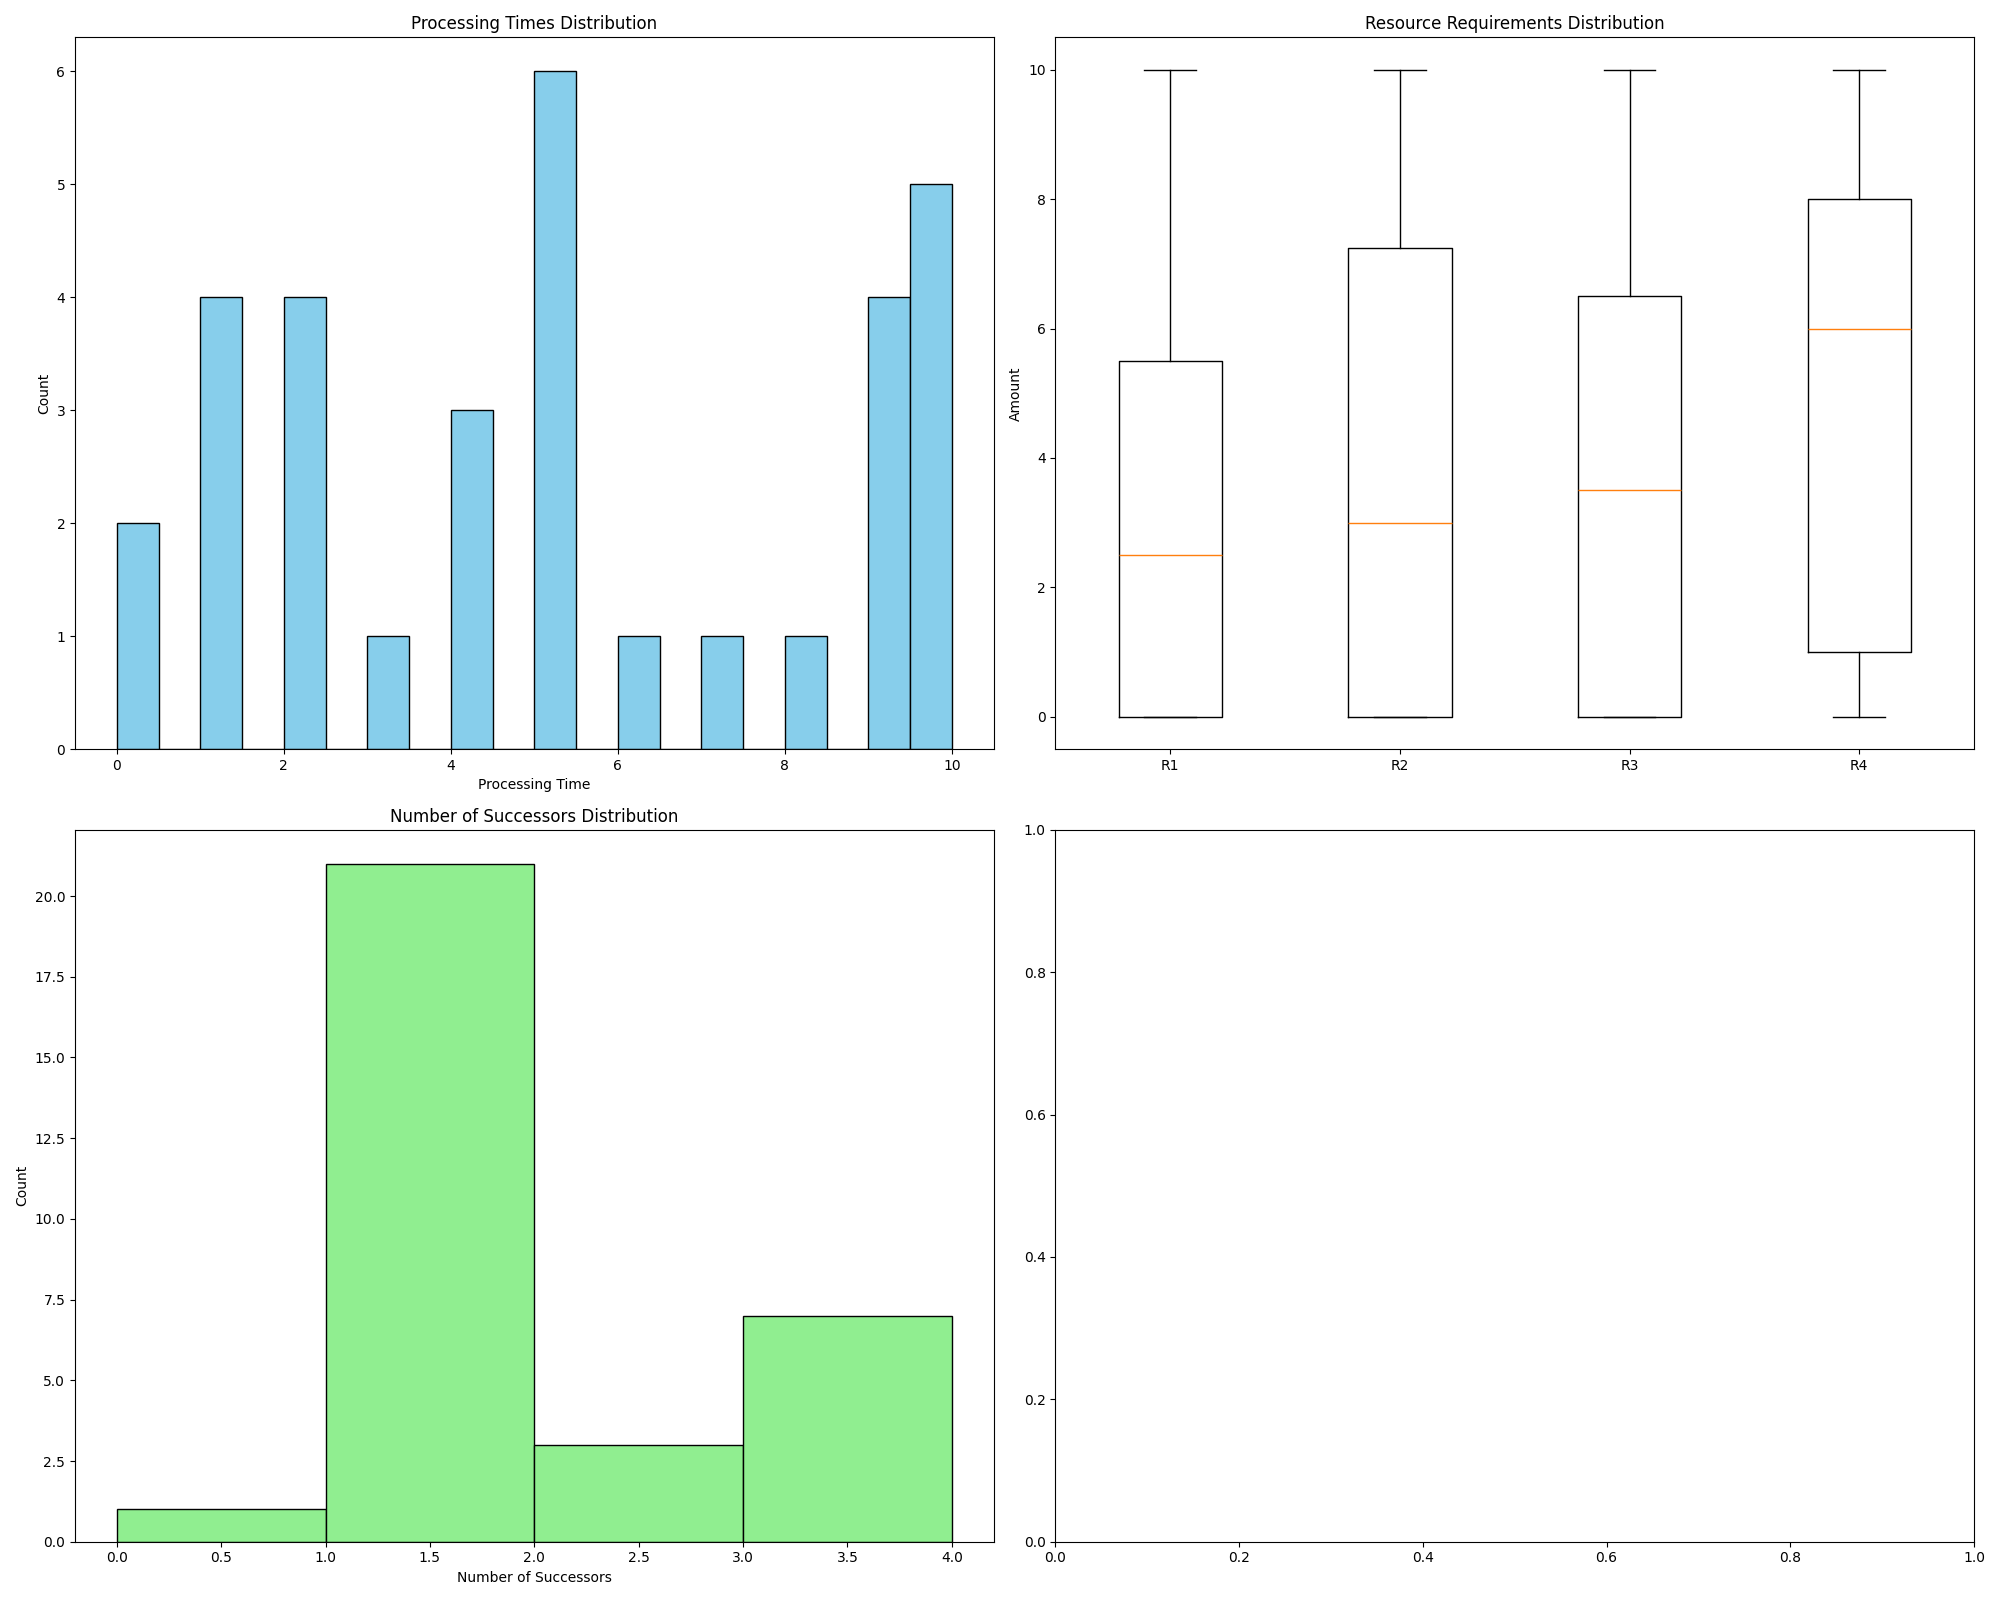 Processing Times Distribution
6
5
4
3
2
1
0
Count
0 2 4 6 8 10
Processing Time
Resource Requirements Distribution
10
8
6
4
2
0
Amount
R1 R2 R3 R4
Number of Successors Distribution
20.0
17.5
15.0
12.5
10.0
7.5
5.0
2.5
0.0
Count
0.0 0.5 1.0 1.5 2.0 2.5 3.0 3.5 4.0
Number of Successors
1.0
0.8
0.6
0.4
0.2
0.0
0.0 0.2 0.4 0.6 0.8 1.0